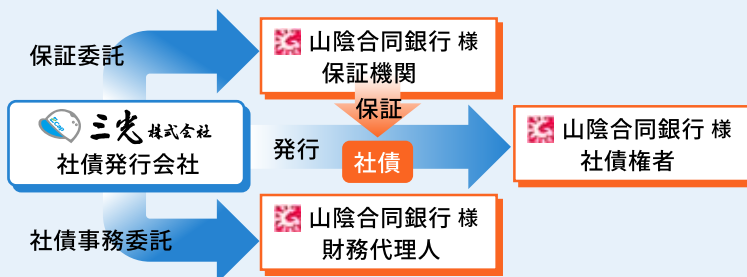 保証委託
山陰合同銀行 様
保証機関
保証
Ecap
三光 株式会社
社債発行会社
発行
社債
山陰合同銀行 様
社債権者
社債事務委託
山陰合同銀行 様
財務代理人